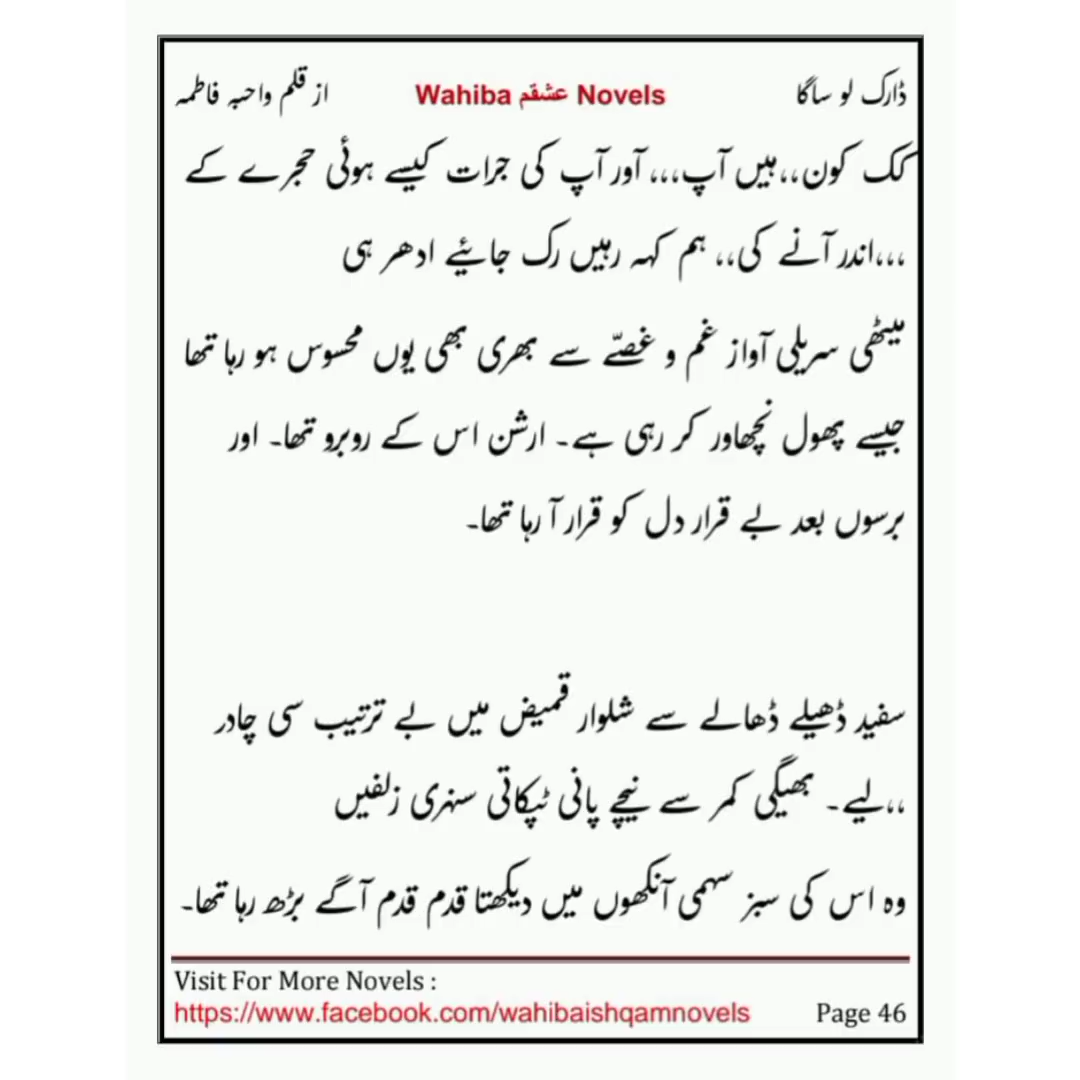 ڈارک لو ساگا Wahiba عشقم Novels از قلم واحبہ فاطمہ
کک کون،،ہیں آپ،،، آور آپ کی جرات کیسے ہوئی حجرے کے
،،،اندر آنے کی،، ہم کہہ رہیں رک جایئے ادھر ہی
میٹھی سریلی آواز غم و غصّے سے بھری بھی یوں محسوس ہو رہا تھا
جیسے پھول نچھاور کر رہی ہے۔ ارشن اس کے روبرو تھا۔ اور
برسوں بعد بے قرار دل کو قرار آ رہا تھا۔
سفید ڈھیلے ڈھالے سے شلوار قمیض میں بے ترتیب سی چادر
،،لیے۔ بھیگی کمر سے نیچے پانی ٹپکاتی سنہری زلفیں
وہ اس کی سبز سہمی آنکھوں میں دیکھتا قدم قدم آگے بڑھ رہا تھا۔
Visit For More Novels :
https://www.facebook.com/wahibaishqamnovels Page 46